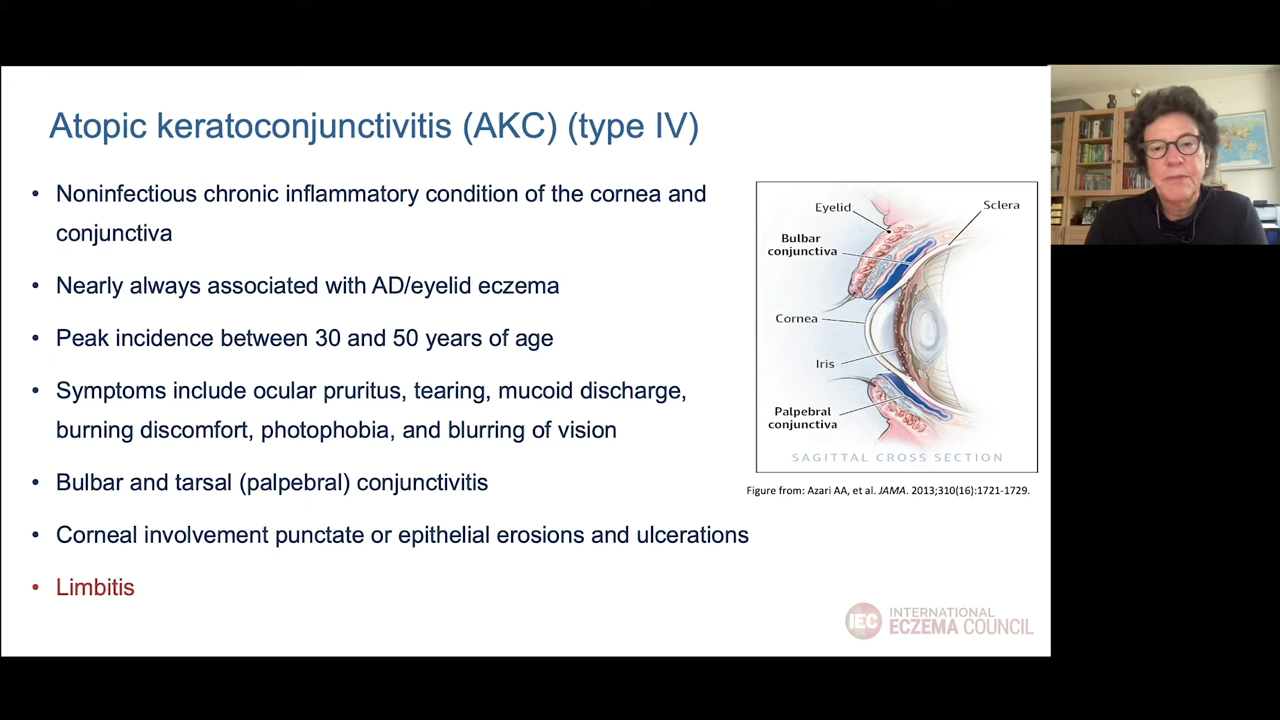 Atopic keratoconjunctivitis (AKC) (type IV)
• Noninfectious chronic inflammatory condition of the cornea and
conjunctiva
• Nearly always associated with AD/eyelid eczema
• Peak incidence between 30 and 50 years of age
• Symptoms include ocular pruritus, tearing, mucoid discharge,
burning discomfort, photophobia, and blurring of vision
• Bulbar and tarsal (palpebral) conjunctivitis
• Corneal involvement punctate or epithelial erosions and ulcerations
• Limbitis
Eyelid
Sclera
Bulbar
conjunctiva
Cornea
Iris
Palpebral
conjunctiva
SAGITTAL CROSS SECTION
Figure from: Azari AA, et al. JAMA. 2013;310(16):1721-1729.
IEC
INTERNATIONAL
ECZEMA COUNCIL